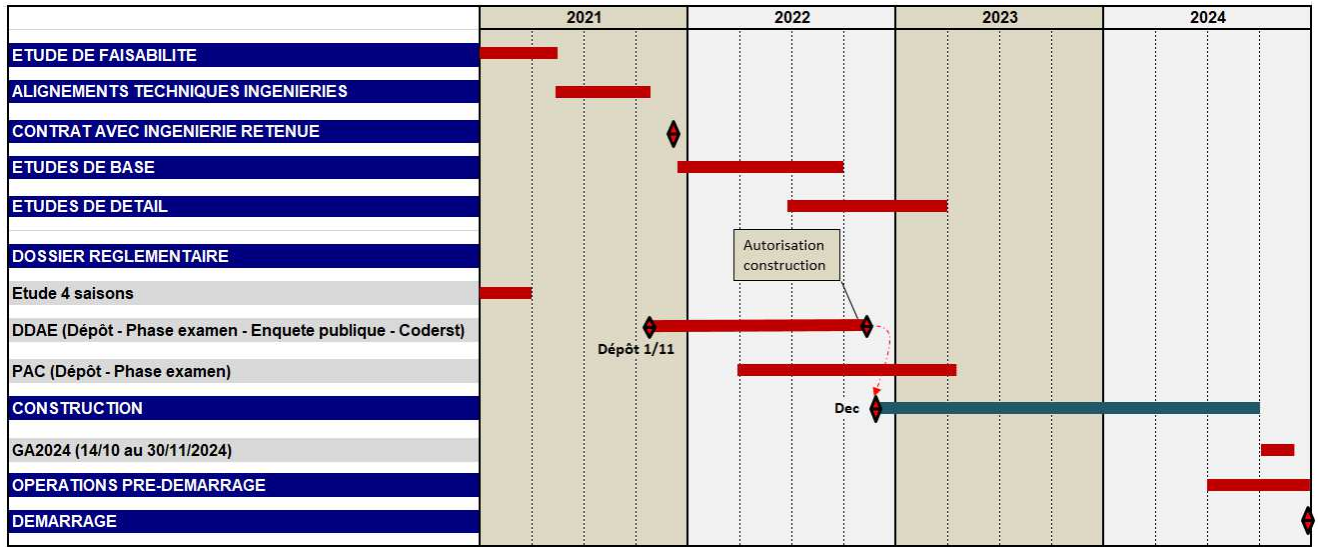 2021 2022 2023 2024
ETUDE DE FAISABILITE
ALIGNEMENTS TECHNIQUES INGENIERIES
CONTRAT AVEC INGENIERIE RETENUE
ETUDES DE BASE
ETUDES DE DETAIL
DOSSIER REGLEMENTAIRE
Autorisation
construction
Etude 4 saisons
DDAE (Dépôt - Phase examen - Enquete publique - Coderst)
Dépôt 1/11
PAC (Dépôt - Phase examen)
CONSTRUCTION
Dec
GA2024 (14/10 au 30/11/2024)
OPERATIONS PRE-DEMARRAGE
DEMARRAGE